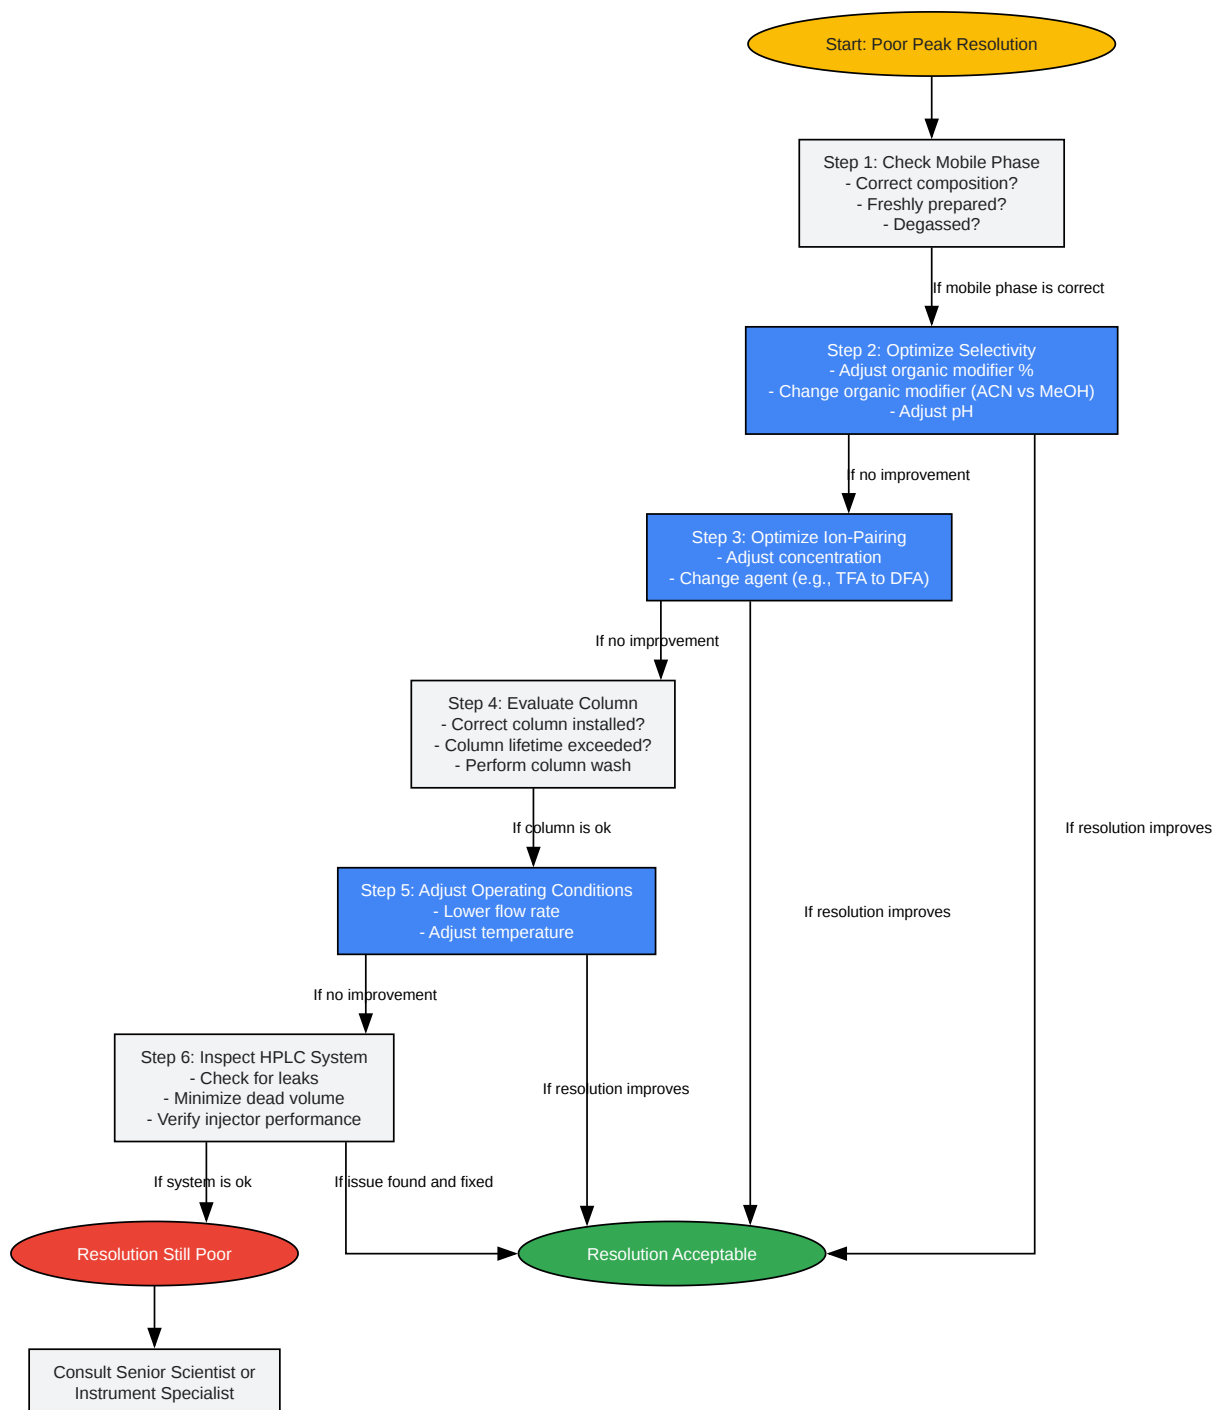 Start: Poor Peak Resolution
Step 1: Check Mobile Phase
- Correct composition?
- Freshly prepared?
- Degassed?
If mobile phase is correct
Step 2: Optimize Selectivity
- Adjust organic modifier %
- Change organic modifier (ACN vs MeOH)
- Adjust pH
If no improvement
Step 3: Optimize Ion-Pairing
- Adjust concentration
- Change agent (e.g., TFA to DFA)
If no improvement
Step 4: Evaluate Column
- Correct column installed?
- Column lifetime exceeded?
- Perform column wash
If column is ok
If resolution improves
Step 5: Adjust Operating Conditions
- Lower flow rate
- Adjust temperature
If resolution improves
If no improvement
Step 6: Inspect HPLC System
- Check for leaks
- Minimize dead volume
- Verify injector performance
If resolution improves
If system is ok
If issue found and fixed
Resolution Still Poor
Resolution Acceptable
Consult Senior Scientist or
Instrument Specialist